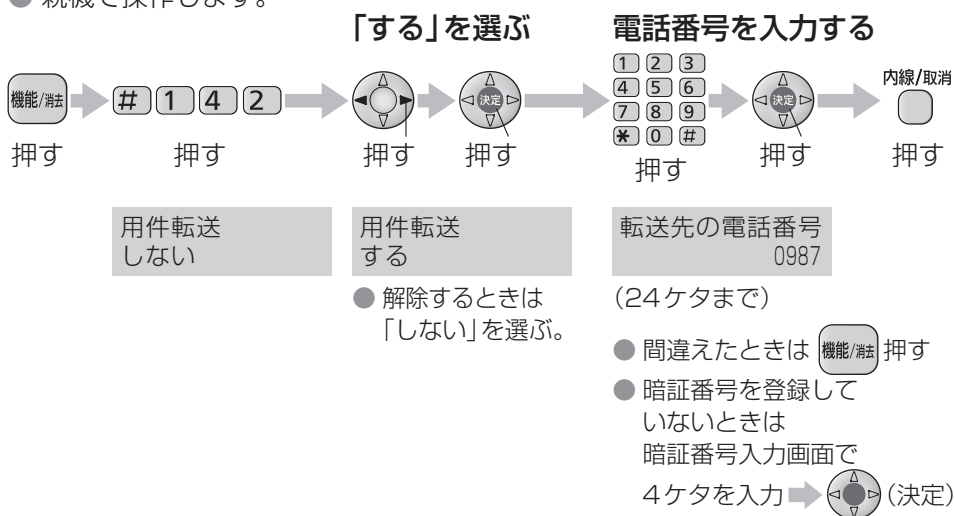 ● 親機で操作します。
「する」を選ぶ
電話番号を入力する
機能/消去
#142
決定
1 2 3
4 5 6
7 8 9
* 0 #
決定
内線/取消
押す
押す
押す
押す
押す
押す
押す
用件転送
しない
用件転送
する
転送先の電話番号
0987
● 解除するときは
「しない」を選ぶ。
(24ケタまで)
● 間違えたときは 機能/消去 押す
● 暗証番号を登録して
いないときは
暗証番号入力画面で
4ケタを入力 (決定)